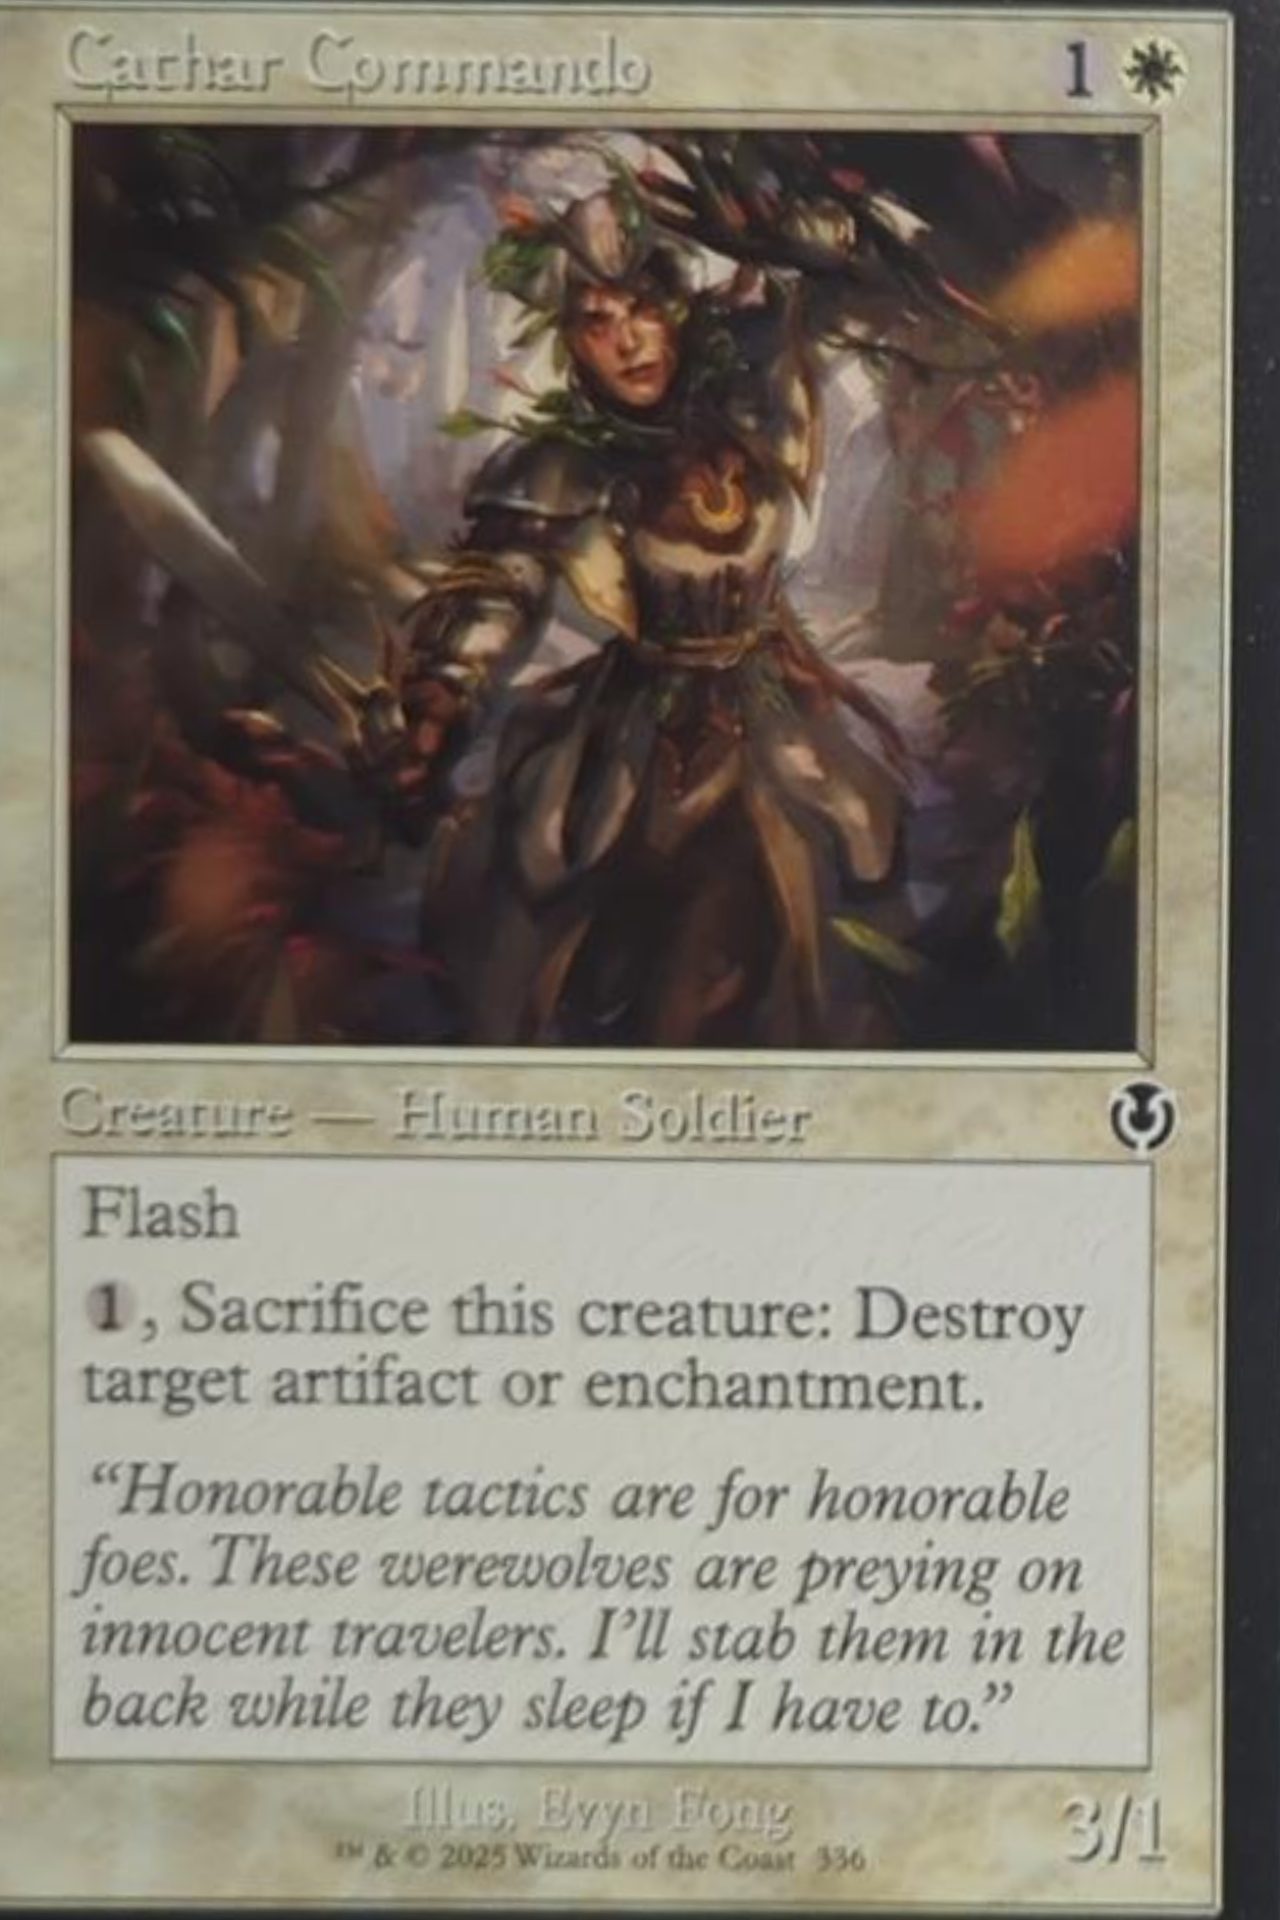 Cathar Commando 1
Creature — Human Soldier
Flash
1, Sacrifice this creature: Destroy
target artifact or enchantment.
“Honorable tactics are for honorable
foes. These werewolves are preying on
innocent travelers. I’ll stab them in the
back while they sleep if I have to.”
Illus. Evyn Fong
™ & © 2025 Wizards of the Coast 336
3/1